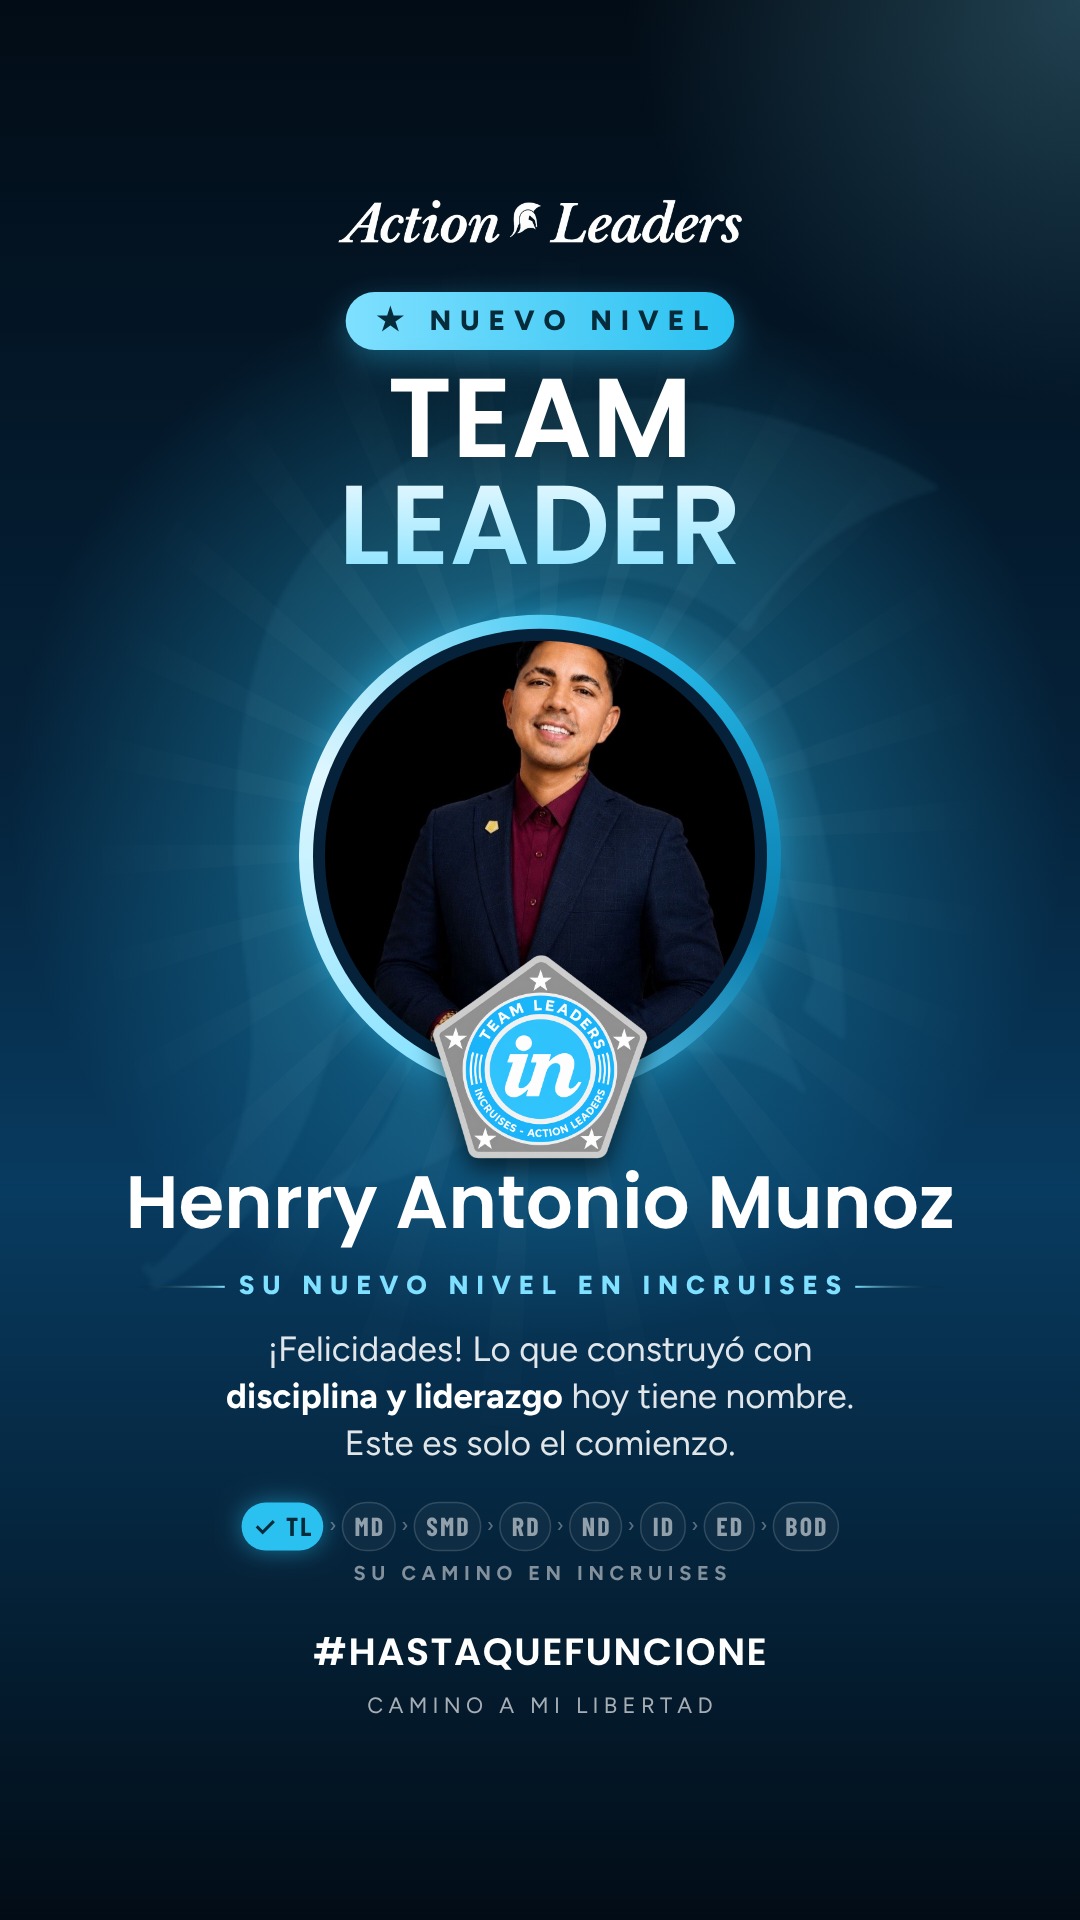 Action Leaders
★ NUEVO NIVEL
TEAM
LEADER
TEAM LEADERS
in
INCRUISES - ACTION LEADERS
Henrry Antonio Munoz
SU NUEVO NIVEL EN INCRUISES
¡Felicidades! Lo que construyó con
disciplina y liderazgo hoy tiene nombre.
Este es solo el comienzo.
✓ TL › MD › SMD › RD › ND › ID › ED › BOD
SU CAMINO EN INCRUISES
#HASTAQUEFUNCIONE
CAMINO A MI LIBERTAD